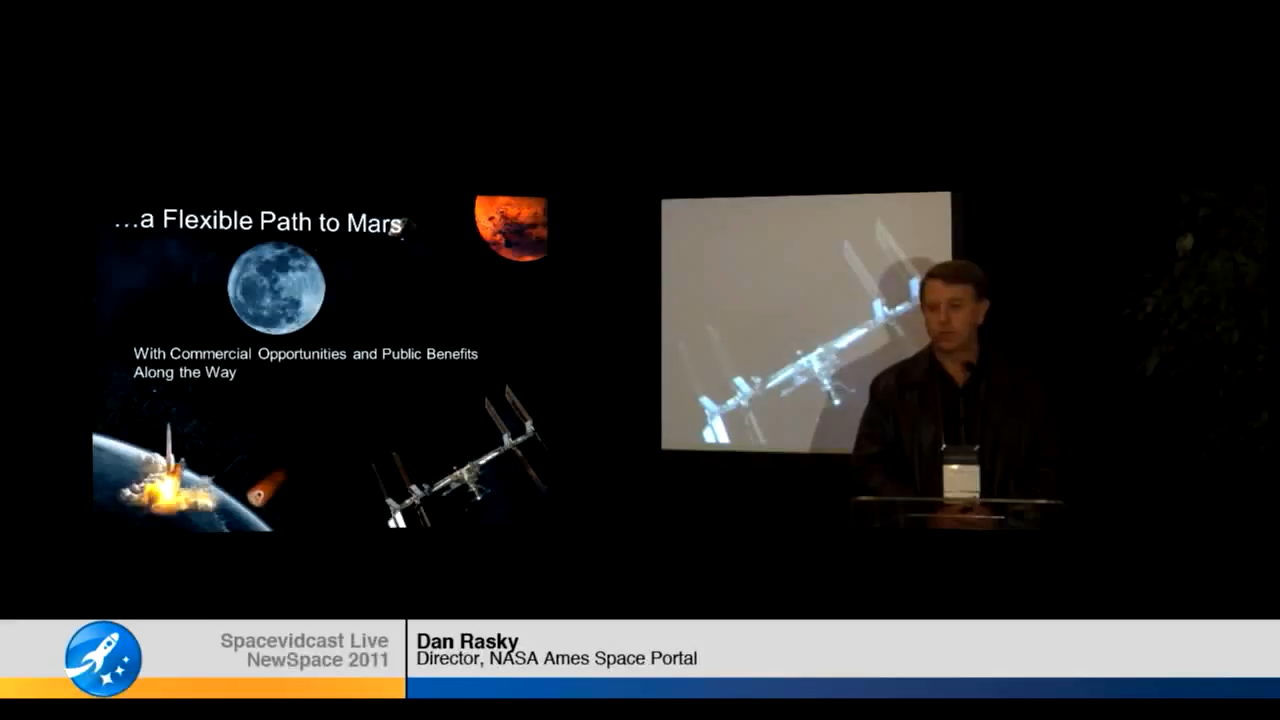 ...a Flexible Path to Mars
With Commercial Opportunities and Public Benefits
Along the Way
Spacevidcast Live
NewSpace 2011
Dan Rasky
Director, NASA Ames Space Portal